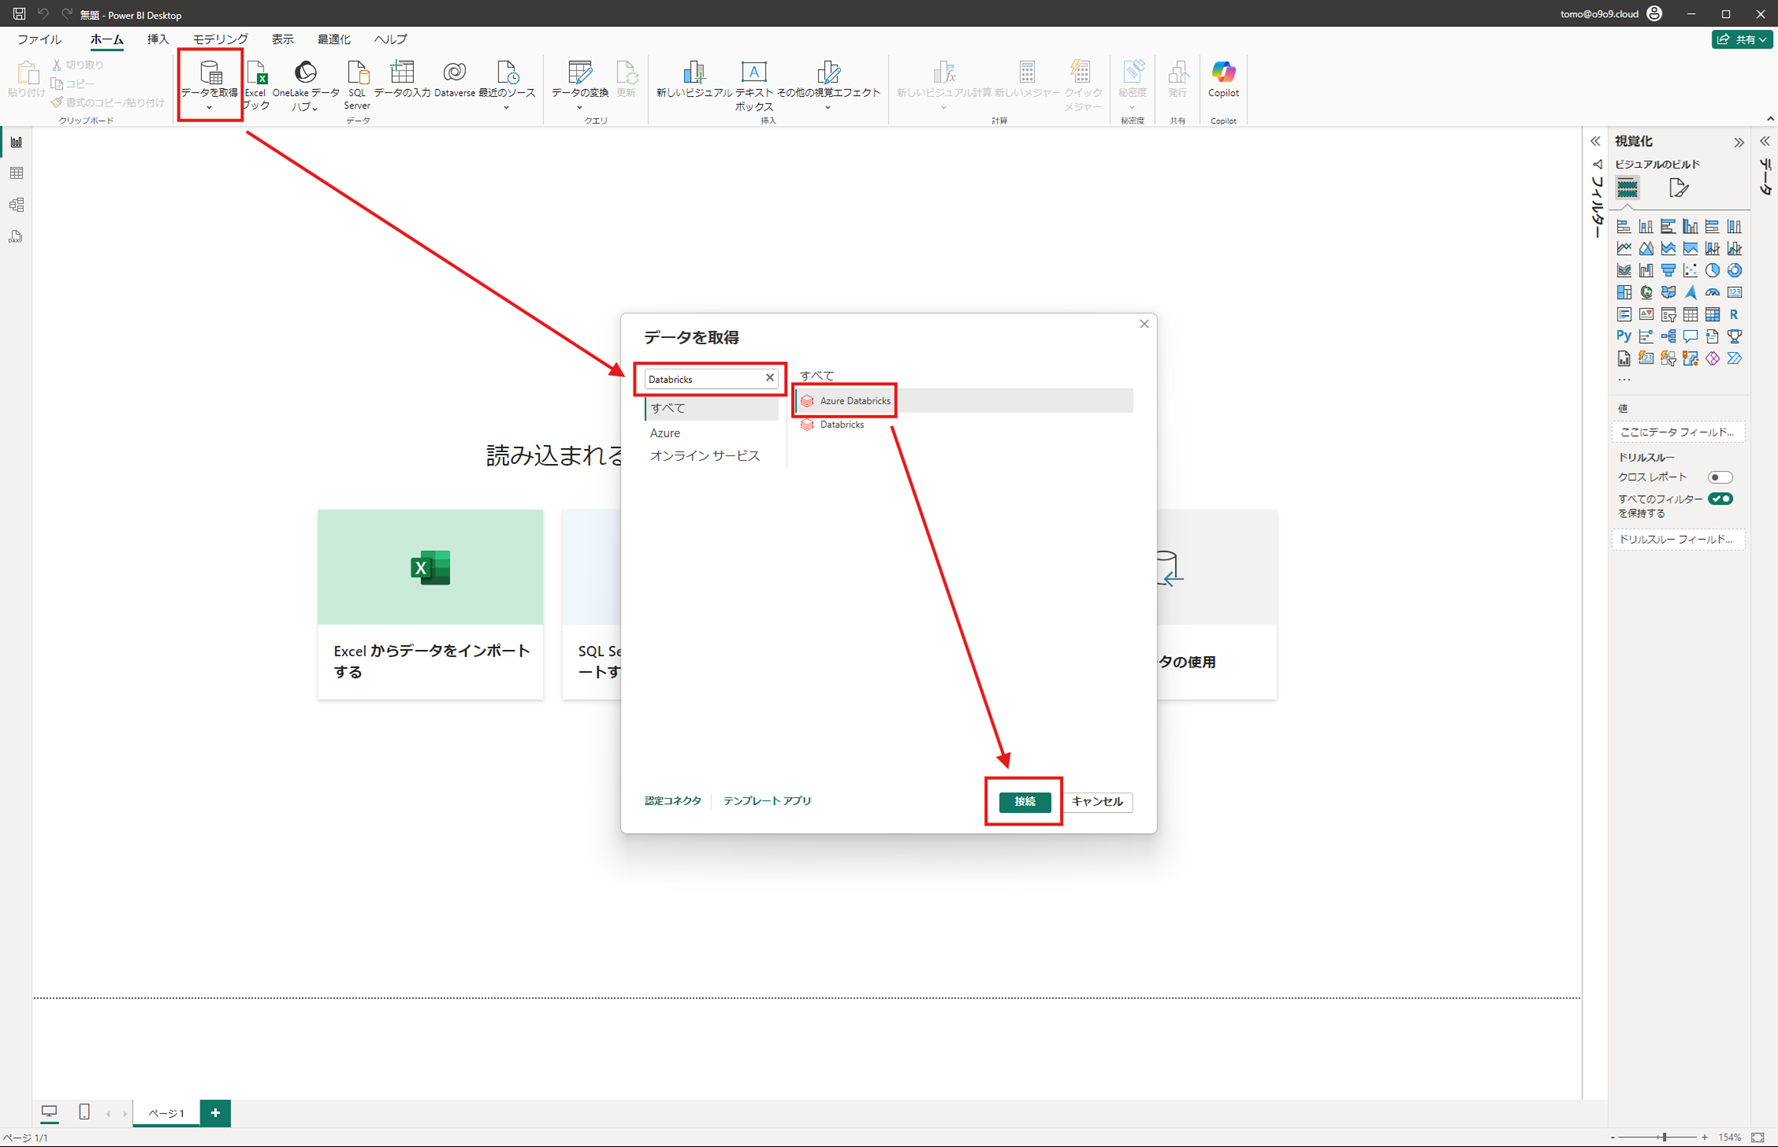 無題 - Power BI Desktop
tomo@o9o9.cloud
ファイル ホーム 挿入 モデリング 表示 最適化 ヘルプ
共有
貼り付け
切り取り
コピー
書式のコピー/貼り付け
クリップボード
データを取得
Excel ブック
OneLake データ ハブ
SQL Server
データの入力
Dataverse
最近のソース
データ
データの変換
更新
クエリ
新しいビジュアル
テキスト ボックス
その他の視覚エフェクト
挿入
新しいビジュアル計算
新しいメジャー
クイック メジャー
計算
秘密度
秘密度
発行
共有
Copilot
Copilot
フィルター
視覚化
ビジュアルのビルド
123
R
Py
...
値
ここにデータ フィールド...
ドリルスルー
クロス レポート
すべてのフィルター
を保持する
ドリルスルー フィールド...
データ
読み込まれる
Excel からデータをインポート
する
SQL Se
ートす
タの使用
データを取得
Databricks
すべて
Azure
オンライン サービス
すべて
Azure Databricks
Databricks
認定コネクタ
テンプレート アプリ
接続
キャンセル
ページ 1
ページ 1/1
154%